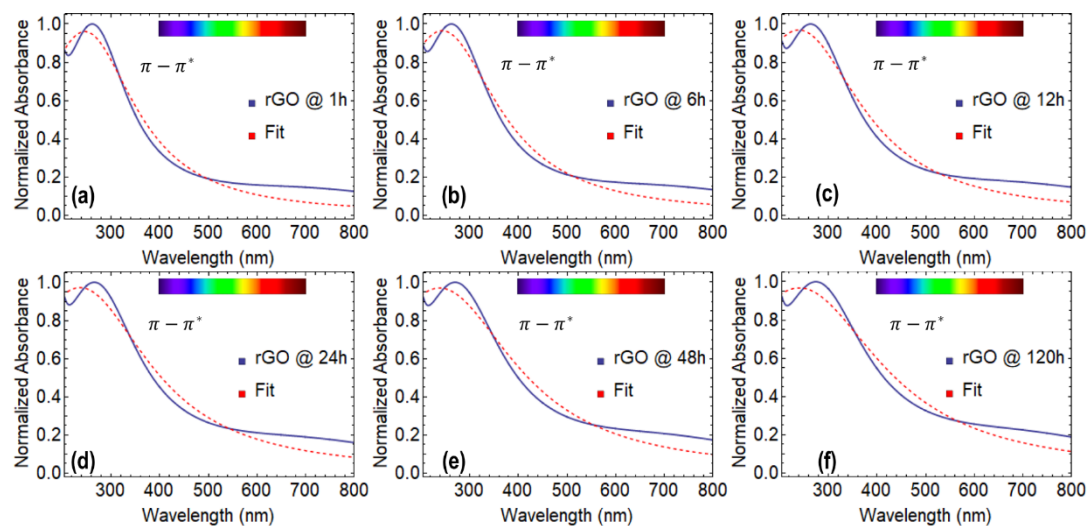 1.0
0.8
0.6
0.4
0.2
0.0
Normalized Absorbance
π − π*
rGO @ 1h
Fit
(a)
300 400 500 600 700 800
Wavelength (nm)
1.0
0.8
0.6
0.4
0.2
0.0
Normalized Absorbance
π − π*
rGO @ 6h
Fit
(b)
300 400 500 600 700 800
Wavelength (nm)
1.0
0.8
0.6
0.4
0.2
0.0
Normalized Absorbance
π − π*
rGO @ 12h
Fit
(c)
300 400 500 600 700 800
Wavelength (nm)
1.0
0.8
0.6
0.4
0.2
0.0
Normalized Absorbance
π − π*
rGO @ 24h
Fit
(d)
300 400 500 600 700 800
Wavelength (nm)
1.0
0.8
0.6
0.4
0.2
0.0
Normalized Absorbance
π − π*
rGO @ 48h
Fit
(e)
300 400 500 600 700 800
Wavelength (nm)
1.0
0.8
0.6
0.4
0.2
0.0
Normalized Absorbance
π − π*
rGO @ 120h
Fit
(f)
300 400 500 600 700 800
Wavelength (nm)